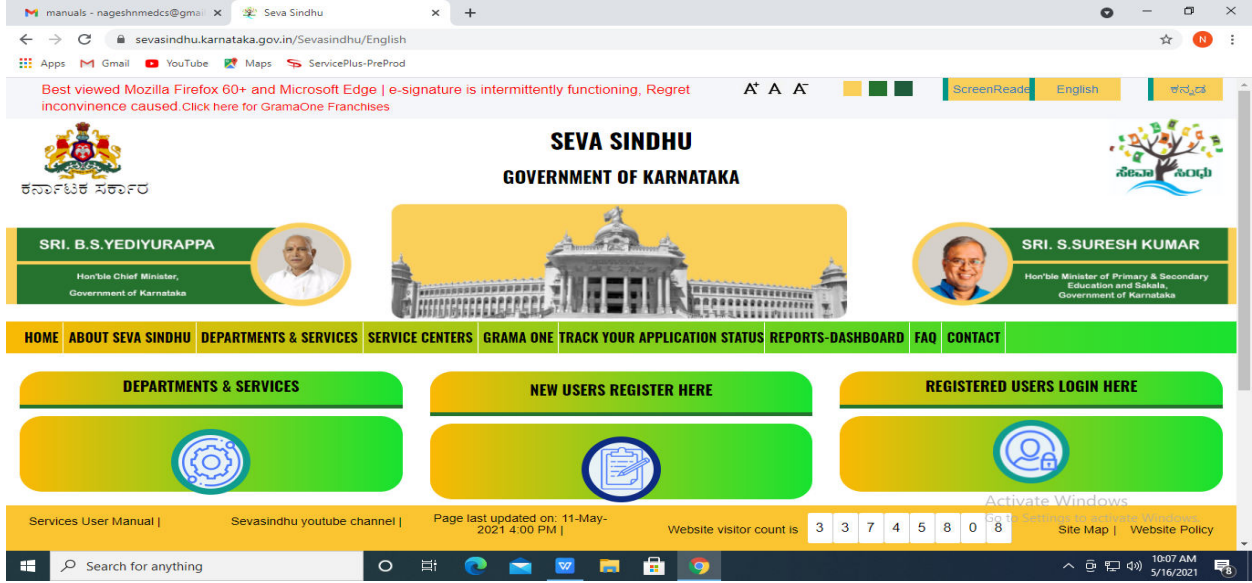 manuals - nageshnmedcs@gmai
Seva Sindhu
sevasindhu.karnataka.gov.in/Sevasindhu/English
N
Apps Gmail YouTube Maps ServicePlus-PreProd
Best viewed Mozilla Firefox 60+ and Microsoft Edge | e-signature is intermittently functioning, Regret
inconvinence caused.Click here for GramaOne Franchises
A+ A A-
ScreenReade
English
ಕನ್ನಡ
ಕರ್ನಾಟಕ ಸರ್ಕಾರ
SEVA SINDHU
GOVERNMENT OF KARNATAKA
ಸೇವಾ ಸಿಂಧು
SRI. B.S.YEDIYURAPPA
Hon'ble Chief Minister,
Government of Karnataka
SRI. S.SURESH KUMAR
Hon'ble Minister of Primary & Secondary
Education and Sakala,
Government of Karnataka
HOME ABOUT SEVA SINDHU DEPARTMENTS & SERVICES SERVICE CENTERS GRAMA ONE TRACK YOUR APPLICATION STATUS REPORTS-DASHBOARD FAQ CONTACT
DEPARTMENTS & SERVICES
NEW USERS REGISTER HERE
REGISTERED USERS LOGIN HERE
Activate Windows
Go to Settings to activate Windows.
Services User Manual |
Sevasindhu youtube channel |
Page last updated on: 11-May-
2021 4:00 PM |
Website visitor count is 3 3 7 4 5 8 0 8
Site Map | Website Policy
Search for anything
10:07 AM
5/16/2021
8